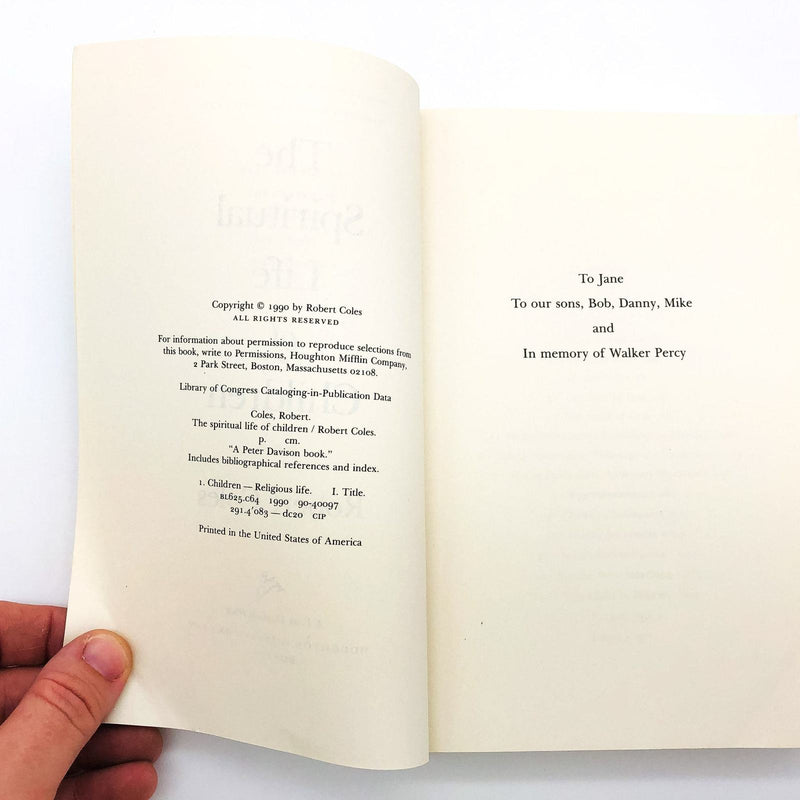 Copyright © 1990 by Robert Coles
ALL RIGHTS RESERVED
For information about permission to reproduce selections from
this book, write to Permissions, Houghton Mifflin Company,
2 Park Street, Boston, Massachusetts 02108.
Library of Congress Cataloging-in-Publication Data
Coles, Robert.
The spiritual life of children / Robert Coles.
p. cm.
"A Peter Davison book."
Includes bibliographical references and index.
1. Children — Religious life. I. Title.
BL625.C64 1990 90-40097
291.4'083 — dc20 CIP
Printed in the United States of America
To Jane
To our sons, Bob, Danny, Mike
and
In memory of Walker Percy